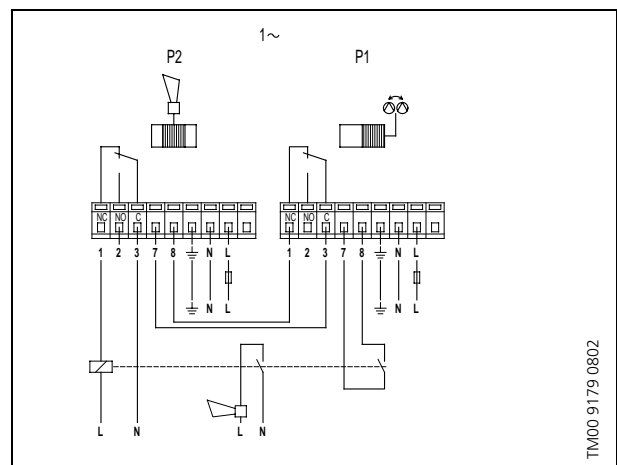 1~
P2 P1
NC NO C NC NO C
1 2 3 7 8 N L 1 2 3 7 8 N L
N L N L
L N L N
TM00 9179 0802